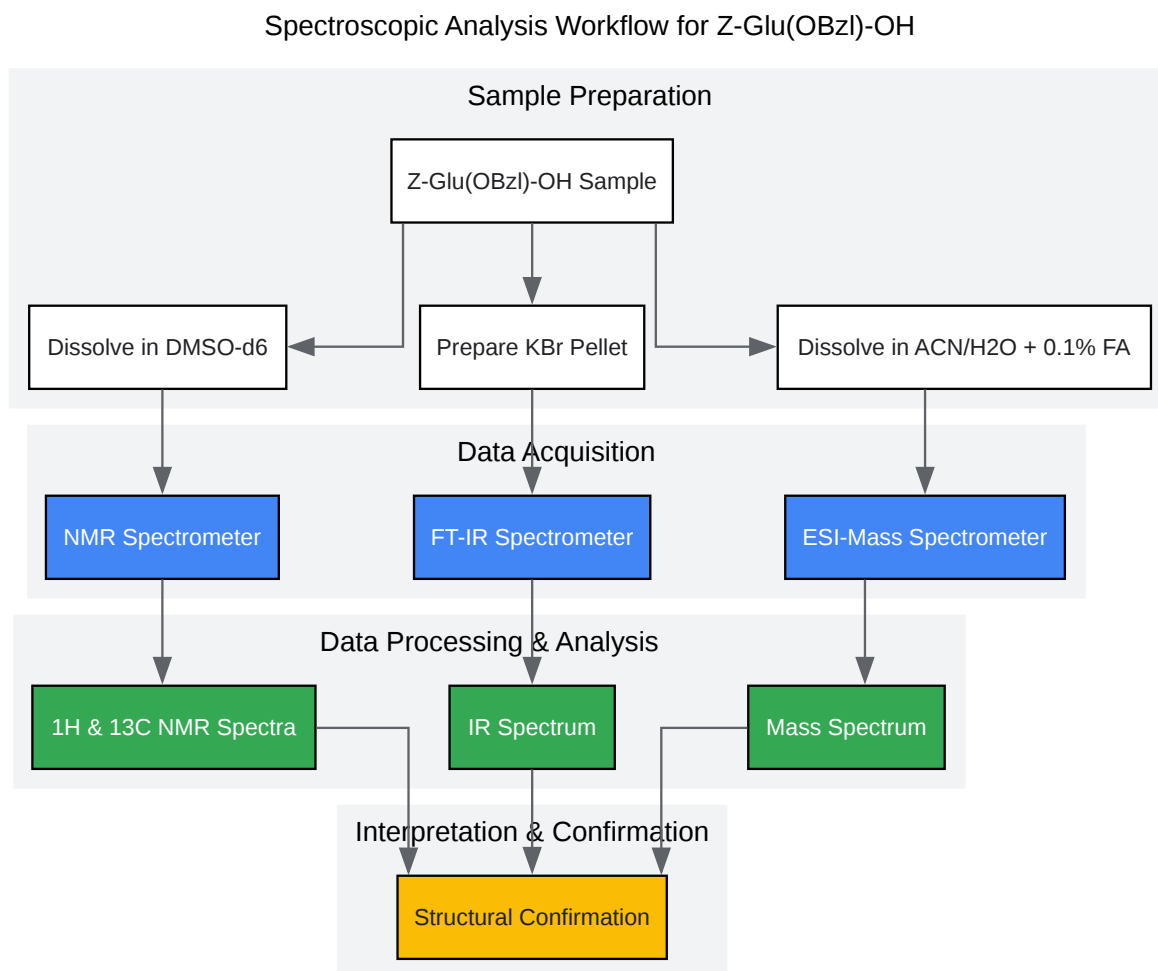 Spectroscopic Analysis Workflow for Z-Glu(OBzl)-OH
Sample Preparation
Z-Glu(OBzl)-OH Sample
Dissolve in DMSO-d6
Prepare KBr Pellet
Dissolve in ACN/H2O + 0.1% FA
Data Acquisition
NMR Spectrometer
FT-IR Spectrometer
ESI-Mass Spectrometer
Data Processing & Analysis
1H & 13C NMR Spectra
IR Spectrum
Mass Spectrum
Interpretation & Confirmation
Structural Confirmation